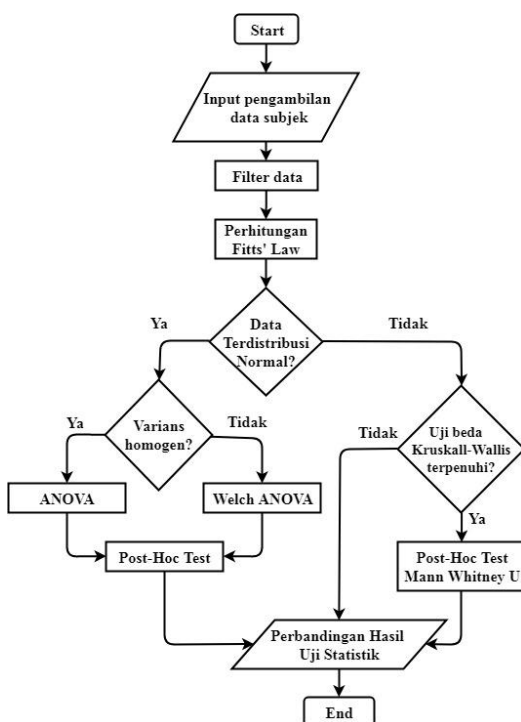 Start
Input pengambilan
data subjek
Filter data
Perhitungan
Fitts' Law
Data
Terdistribusi
Normal?
Ya
Tidak
Varians
homogen?
Ya
Tidak
Uji beda
Kruskall-Wallis
terpenuhi?
Tidak
Ya
ANOVA
Welch ANOVA
Post-Hoc Test
Post-Hoc Test
Mann Whitney U
Perbandingan Hasil
Uji Statistik
End